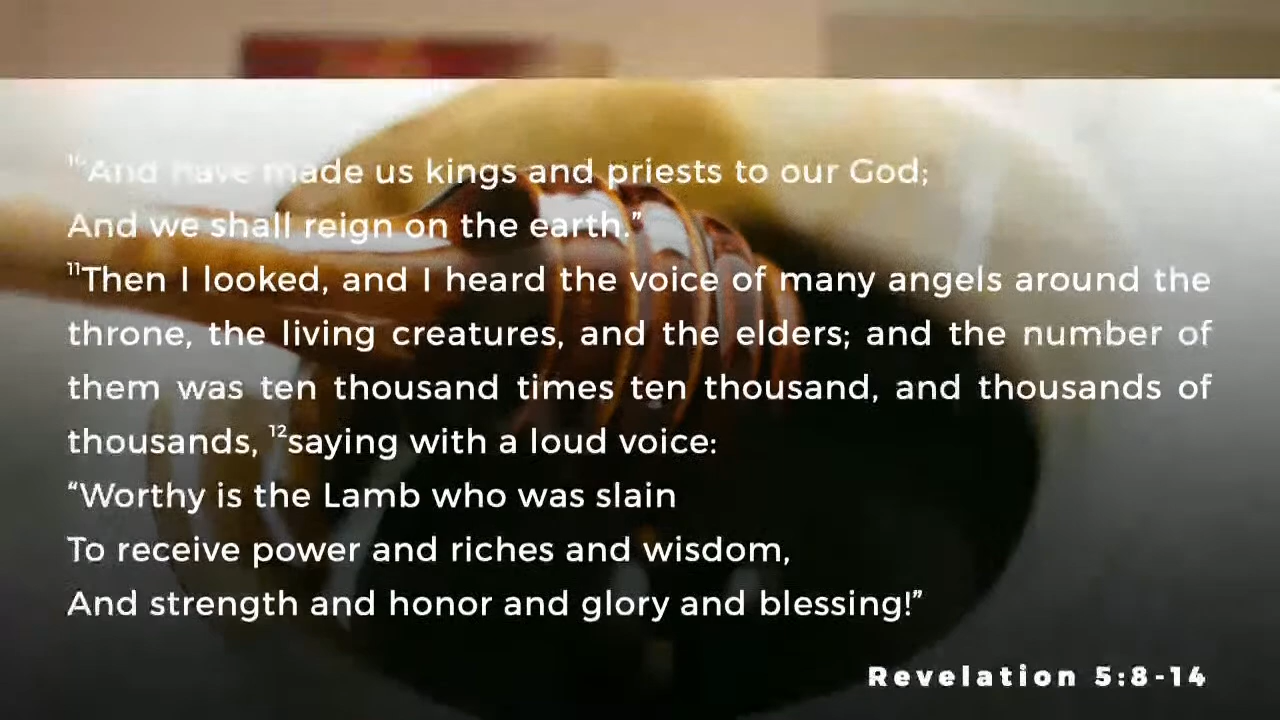 ¹⁰And have made us kings and priests to our God;
And we shall reign on the earth.”
¹¹Then I looked, and I heard the voice of many angels around the
throne, the living creatures, and the elders; and the number of
them was ten thousand times ten thousand, and thousands of
thousands, ¹²saying with a loud voice:
“Worthy is the Lamb who was slain
To receive power and riches and wisdom,
And strength and honor and glory and blessing!”
Revelation 5:8-14